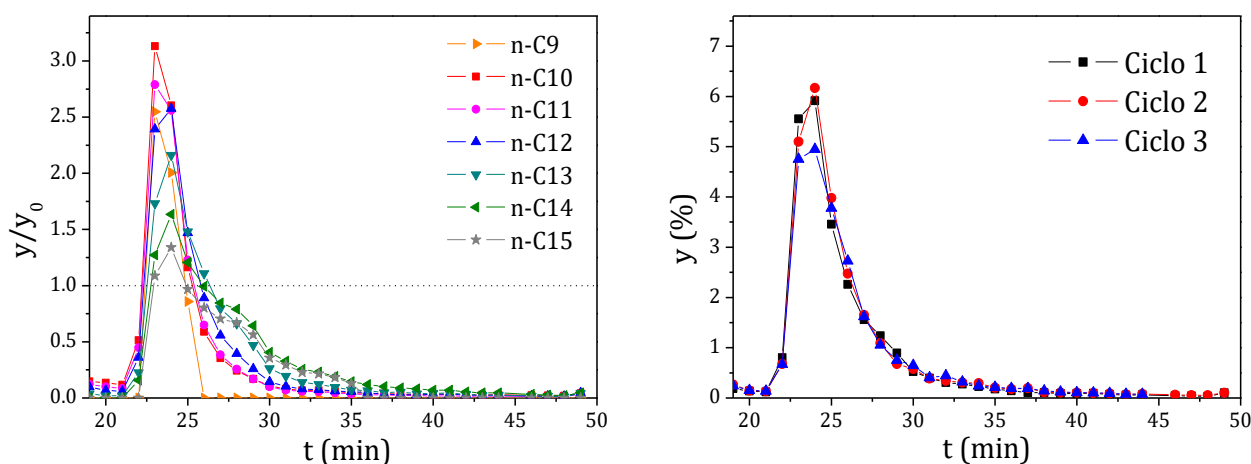 3.0
2.5
2.0
1.5
1.0
0.5
0.0
y/y0
n-C9
n-C10
n-C11
n-C12
n-C13
n-C14
n-C15
20 25 30 35 40 45 50
t (min)
7
6
5
4
3
2
1
0
y (%)
Ciclo 1
Ciclo 2
Ciclo 3
20 25 30 35 40 45 50
t (min)